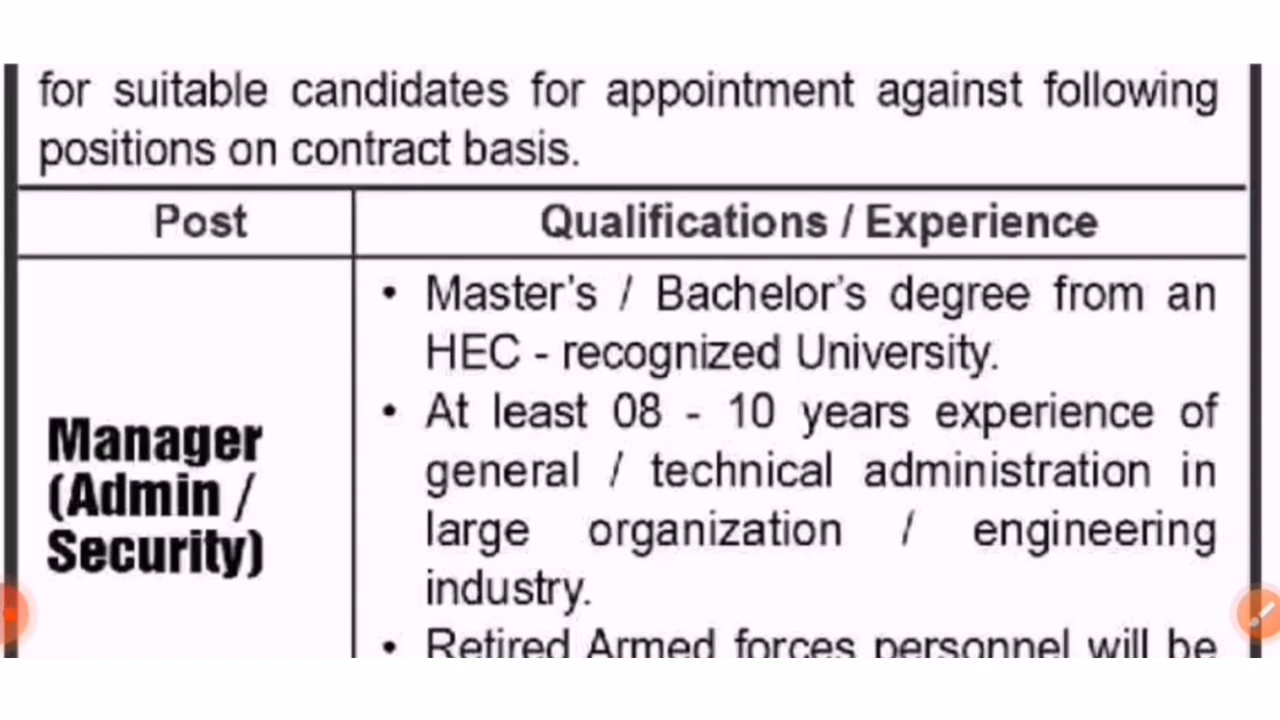 for suitable candidates for appointment against following
positions on contract basis.
Post
Qualifications / Experience
Manager
(Admin /
Security)
• Master's / Bachelor's degree from an
HEC - recognized University.
• At least 08 - 10 years experience of
general / technical administration in
large organization / engineering
industry.
• Retired Armed forces personnel will be